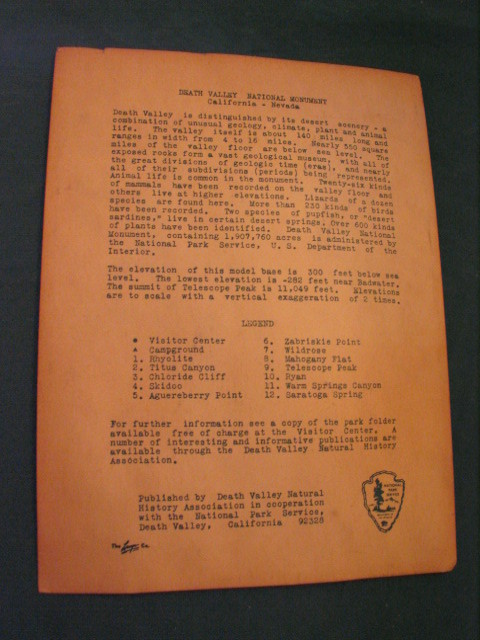 DEATH VALLEY NATIONAL MONUMENT
California - Nevada
Death Valley is distinguished by its desert scenery - a
combination of unusual geology, climate, plant and animal
life. The valley itself is about 140 miles long and
ranges in width from 4 to 16 miles. Nearly 550 square
miles of the valley floor are below sea level. The
exposed rocks form a vast geological museum, with all of
the great divisions of geologic time (eras), and nearly
all of their subdivisions (periods) being represented.
Animal life is common in the monument. Twenty-six kinds
of mammals have been recorded on the valley floor and
others live at higher elevations. Lizards of a dozen
species are found here. More than 230 kinds of birds
have been recorded. Two species of pupfish, or "desert
sardines," live in certain desert springs. Over 600 kinds
of plants have been identified. Death Valley National
Monument, containing 1,907,760 acres is administered by
the National Park Service, U. S. Department of the
Interior.
The elevation of this model base is 300 feet below sea
level. The lowest elevation is -282 feet near Badwater.
The summit of Telescope Peak is 11,049 feet. Elevations
are to scale with a vertical exaggeration of 2 times.
LEGEND
* Visitor Center
▲ Campground
1. Rhyolite
2. Titus Canyon
3. Chloride Cliff
4. Skidoo
5. Aguereberry Point
6. Zabriskie Point
7. Wildrose
8. Mahogany Flat
9. Telescope Peak
10. Ryan
11. Warm Springs Canyon
12. Saratoga Spring
For further information see a copy of the park folder
available free of charge at the Visitor Center. A
number of interesting and informative publications are
available through the Death Valley Natural History
Association.
Published by Death Valley Natural
History Association in cooperation
with the National Park Service,
Death Valley, California 92328
The Co.